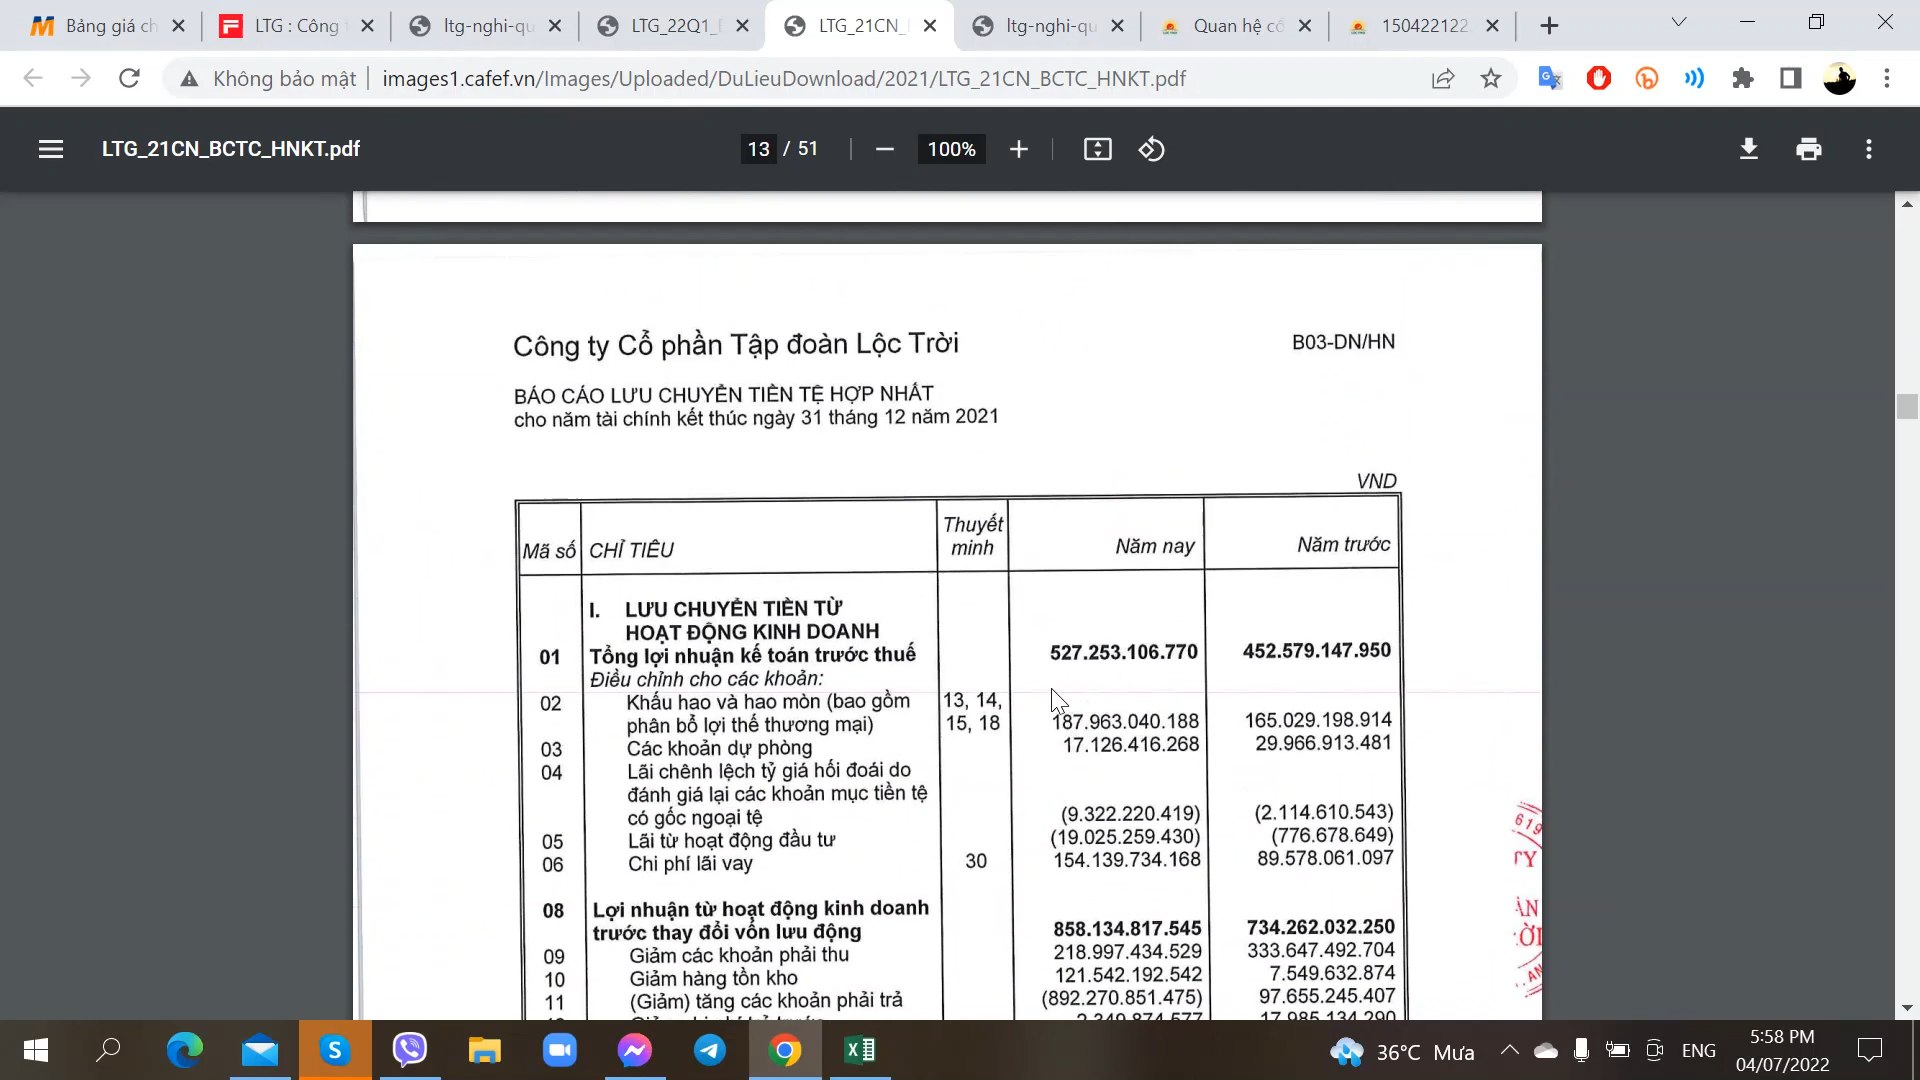 Bảng giá ch
LTG : Công t
ltg-nghi-qu
LTG_22Q1_B
LTG_21CN_B
ltg-nghi-qu
Quan hệ cổ
150422122
Không bảo mật
images1.cafef.vn/Images/Uploaded/DuLieuDownload/2021/LTG_21CN_BCTC_HNKT.pdf
LTG_21CN_BCTC_HNKT.pdf
13 / 51
100%
Công ty Cổ phần Tập đoàn Lộc Trời
B03-DN/HN
BÁO CÁO LƯU CHUYỂN TIỀN TỆ HỢP NHẤT
cho năm tài chính kết thúc ngày 31 tháng 12 năm 2021
VND
Mã số CHỈ TIÊU Thuyết minh Năm nay Năm trước
I. LƯU CHUYỂN TIỀN TỪ
HOẠT ĐỘNG KINH DOANH
01 Tổng lợi nhuận kế toán trước thuế 527.253.106.770 452.579.147.950
Điều chỉnh cho các khoản:
02 Khấu hao và hao mòn (bao gồm 13, 14,
phân bổ lợi thế thương mại) 15, 18 187.963.040.188 165.029.198.914
03 Các khoản dự phòng 17.126.416.268 29.966.913.481
04 Lãi chênh lệch tỷ giá hối đoái do
đánh giá lại các khoản mục tiền tệ
có gốc ngoại tệ (9.322.220.419) (2.114.610.543)
05 Lãi từ hoạt động đầu tư (19.025.259.430) (776.678.649)
06 Chi phí lãi vay 30 154.139.734.168 89.578.061.097
08 Lợi nhuận từ hoạt động kinh doanh
trước thay đổi vốn lưu động 858.134.817.545 734.262.032.250
09 Giảm các khoản phải thu 218.997.434.529 333.647.492.704
10 Giảm hàng tồn kho 121.542.192.542 7.549.632.874
11 (Giảm) tăng các khoản phải trả (892.270.851.475) 97.655.245.407
2.349.874.577 17.985.134.290
619
TY
ỜI
AN
36°C Mưa
ENG
5:58 PM
04/07/2022